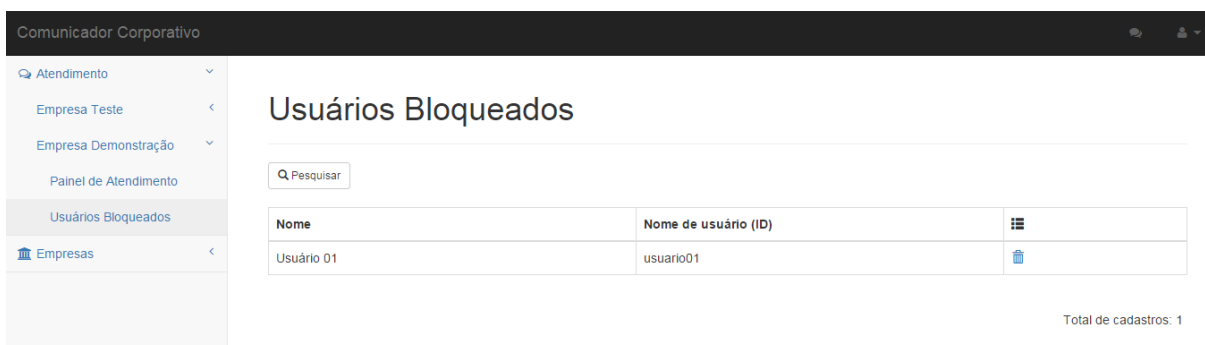 Comunicador Corporativo
Atendimento
Empresa Teste
Empresa Demonstração
Painel de Atendimento
Usuários Bloqueados
Empresas
Usuários Bloqueados
Pesquisar
Nome Nome de usuário (ID)
Usuário 01 usuario01
Total de cadastros: 1